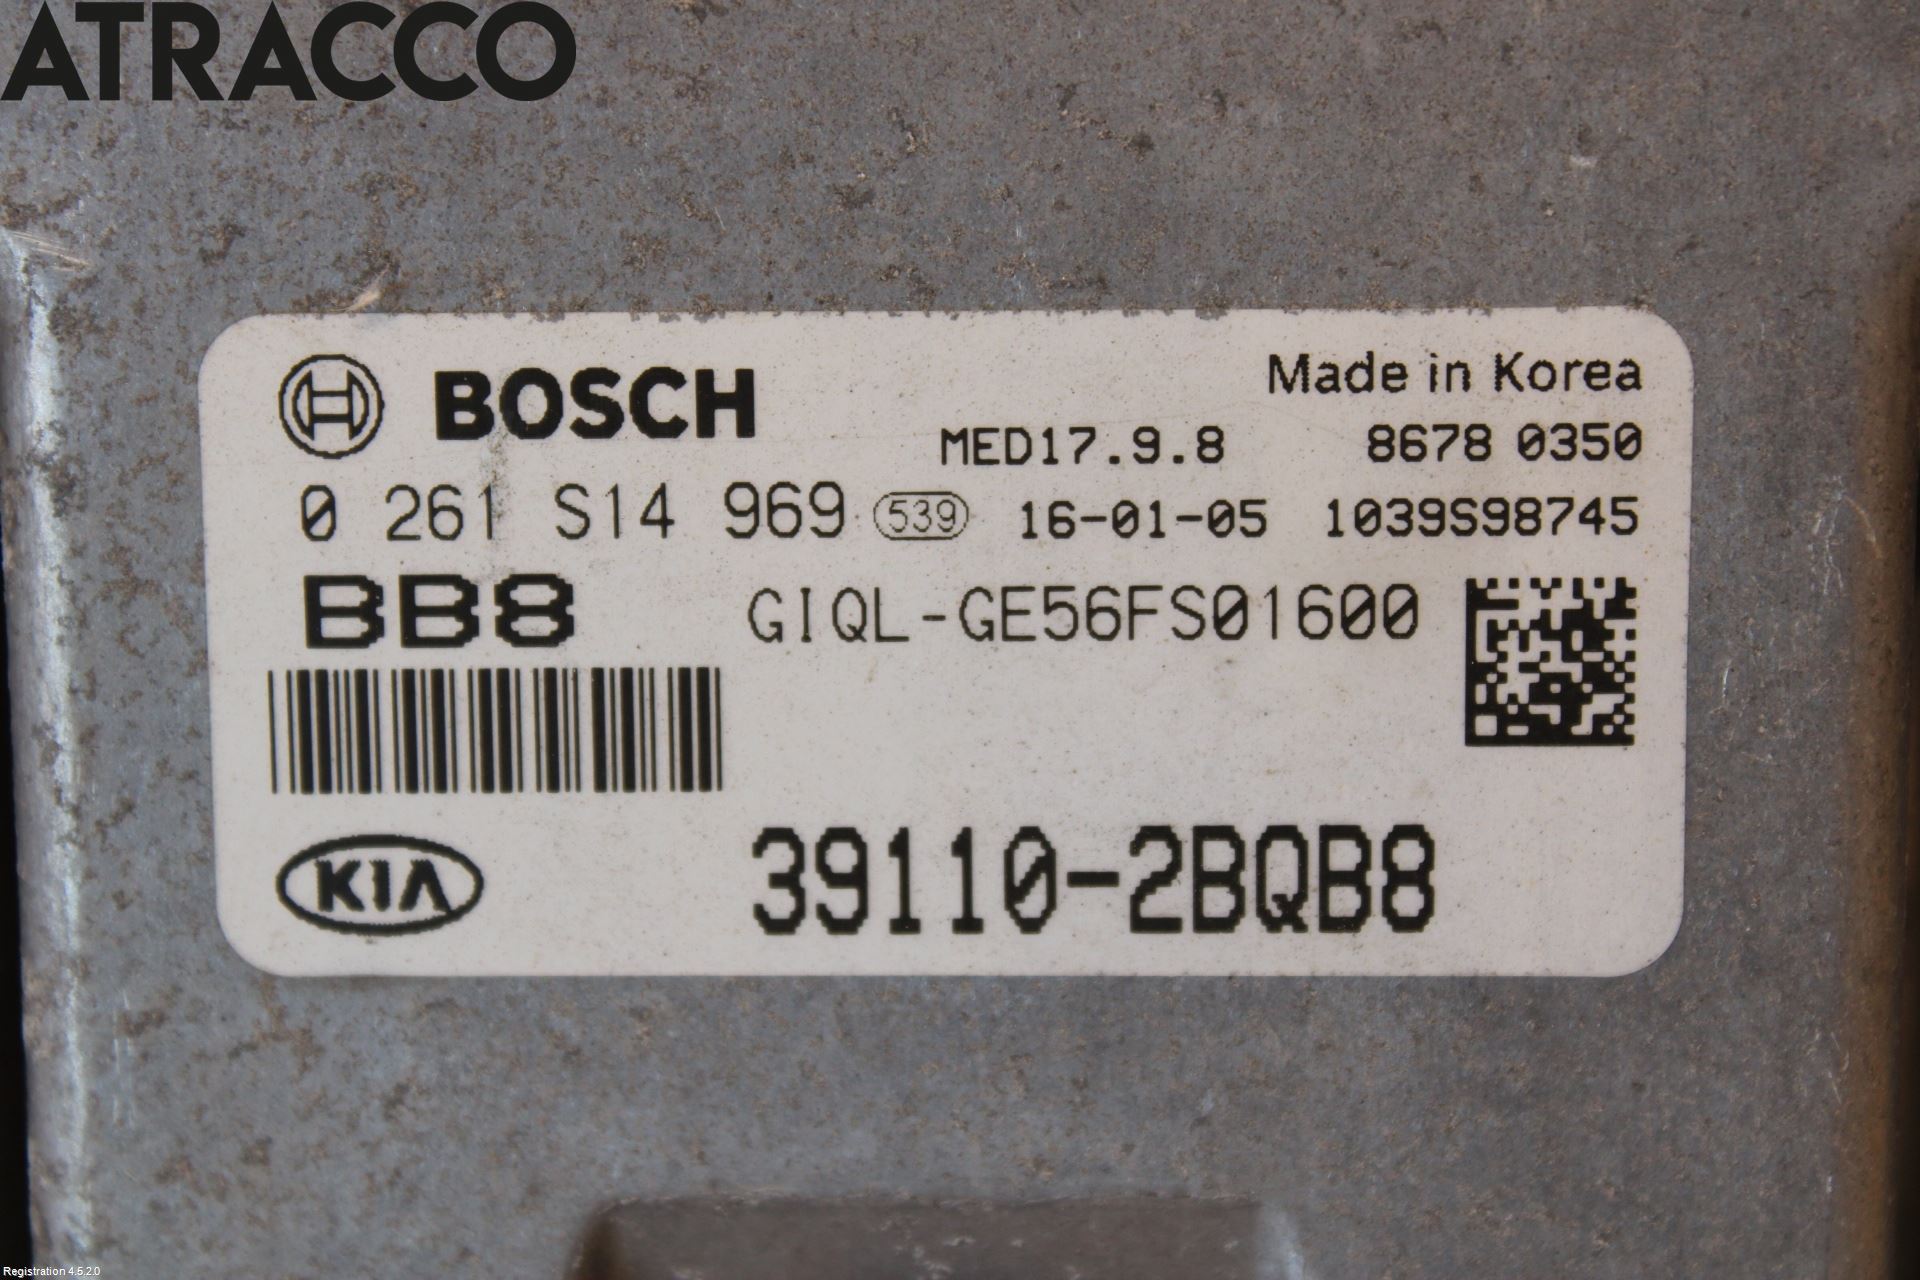 ATRACCO
BOSCH
Made in Korea
MED17.9.8 8678 0350
0 261 S14 969 539 16-01-05 1039S98745
BB8 GIQL-GE56FS01600
KIA 39110-2BQB8
Registration 4.5.2.0